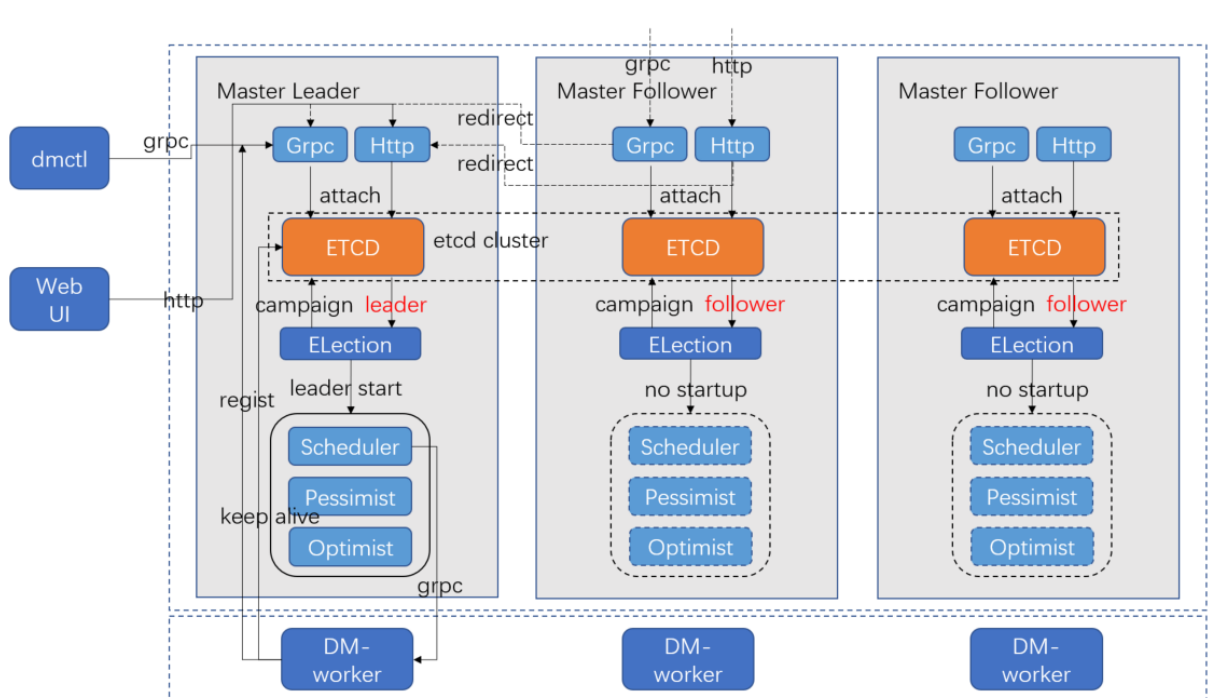 grpc
http
Master Leader
Master Follower
Master Follower
dmctl
grpc
Grpc
Http
redirect
redirect
Grpc
Http
Grpc
Http
attach
attach
attach
ETCD
etcd cluster
ETCD
ETCD
Web
UI
http
campaign
leader
campaign
follower
campaign
follower
ELection
ELection
ELection
leader start
no startup
no startup
regist
Scheduler
Pessimist
Optimist
keep alive
grpc
Scheduler
Pessimist
Optimist
Scheduler
Pessimist
Optimist
DM-
worker
DM-
worker
DM-
worker